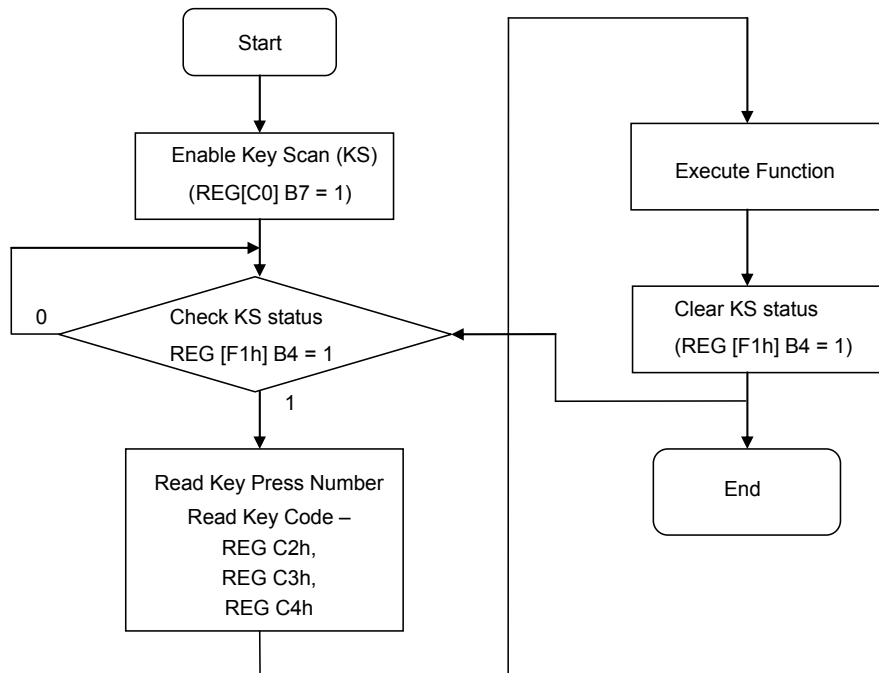 Start
Enable Key Scan (KS)
(REG[C0] B7 = 1)
0
Check KS status
REG [F1h] B4 = 1
1
Read Key Press Number
Read Key Code –
REG C2h,
REG C3h,
REG C4h
Execute Function
Clear KS status
(REG [F1h] B4 = 1)
End